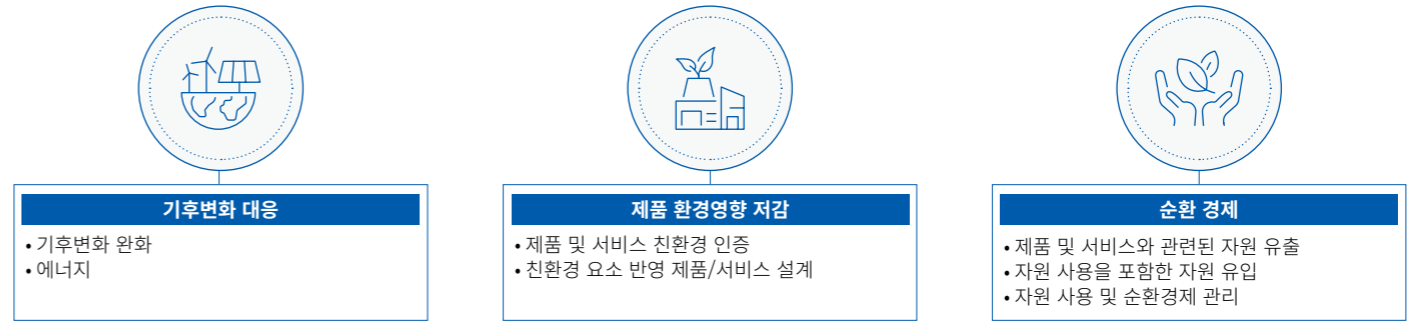 기후변화 대응
• 기후변화 완화
• 에너지
제품 환경영향 저감
• 제품 및 서비스 친환경 인증
• 친환경 요소 반영 제품/서비스 설계
순환 경제
• 제품 및 서비스와 관련된 자원 유출
• 자원 사용을 포함한 자원 유입
• 자원 사용 및 순환경제 관리